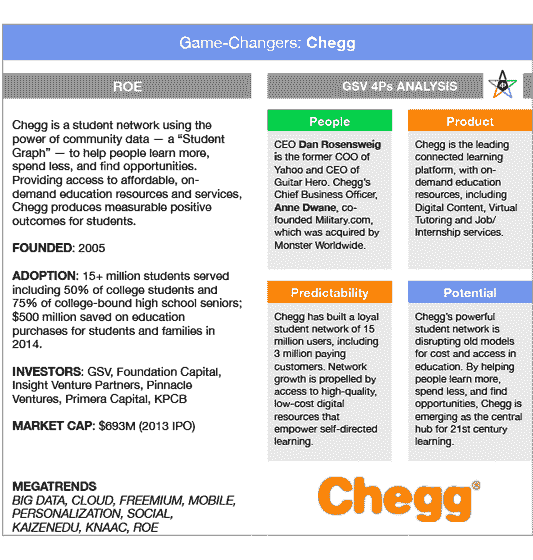 Game-Changers: Chegg
ROE
Chegg is a student network using the
power of community data — a “Student
Graph” — to help people learn more,
spend less, and find opportunities.
Providing access to affordable, on-
demand education resources and services,
Chegg produces measurable positive
outcomes for students.
FOUNDED: 2005
ADOPTION: 15+ million students served
including 50% of college students and
75% of college-bound high school seniors;
$500 million saved on education
purchases for students and families in
2014.
INVESTORS: GSV, Foundation Capital,
Insight Venture Partners, Pinnacle
Ventures, Primera Capital, KPCB
MARKET CAP: $693M (2013 IPO)
MEGATRENDS
BIG DATA, CLOUD, FREEMIUM, MOBILE,
PERSONALIZATION, SOCIAL,
KAIZENEDU, KNAAC, ROE
GSV 4Ps ANALYSIS
People
CEO Dan Rosensweig
is the former COO of
Yahoo and CEO of
Guitar Hero. Chegg’s
Chief Business Officer,
Anne Dwane, co-
founded Military.com,
which was acquired by
Monster Worldwide.
Product
Chegg is the leading
connected learning
platform, with on-
demand education
resources, including
Digital Content, Virtual
Tutoring and Job/
Internship services.
Predictability
Chegg has built a loyal
student network of 15
million users, including
3 million paying
customers. Network
growth is propelled by
access to high-quality,
low-cost digital
resources that
empower self-directed
learning.
Potential
Chegg’s powerful
student network is
disrupting old models
for cost and access in
education. By helping
people learn more,
spend less, and find
opportunities, Chegg is
emerging as the central
hub for 21st century
learning.
Chegg®